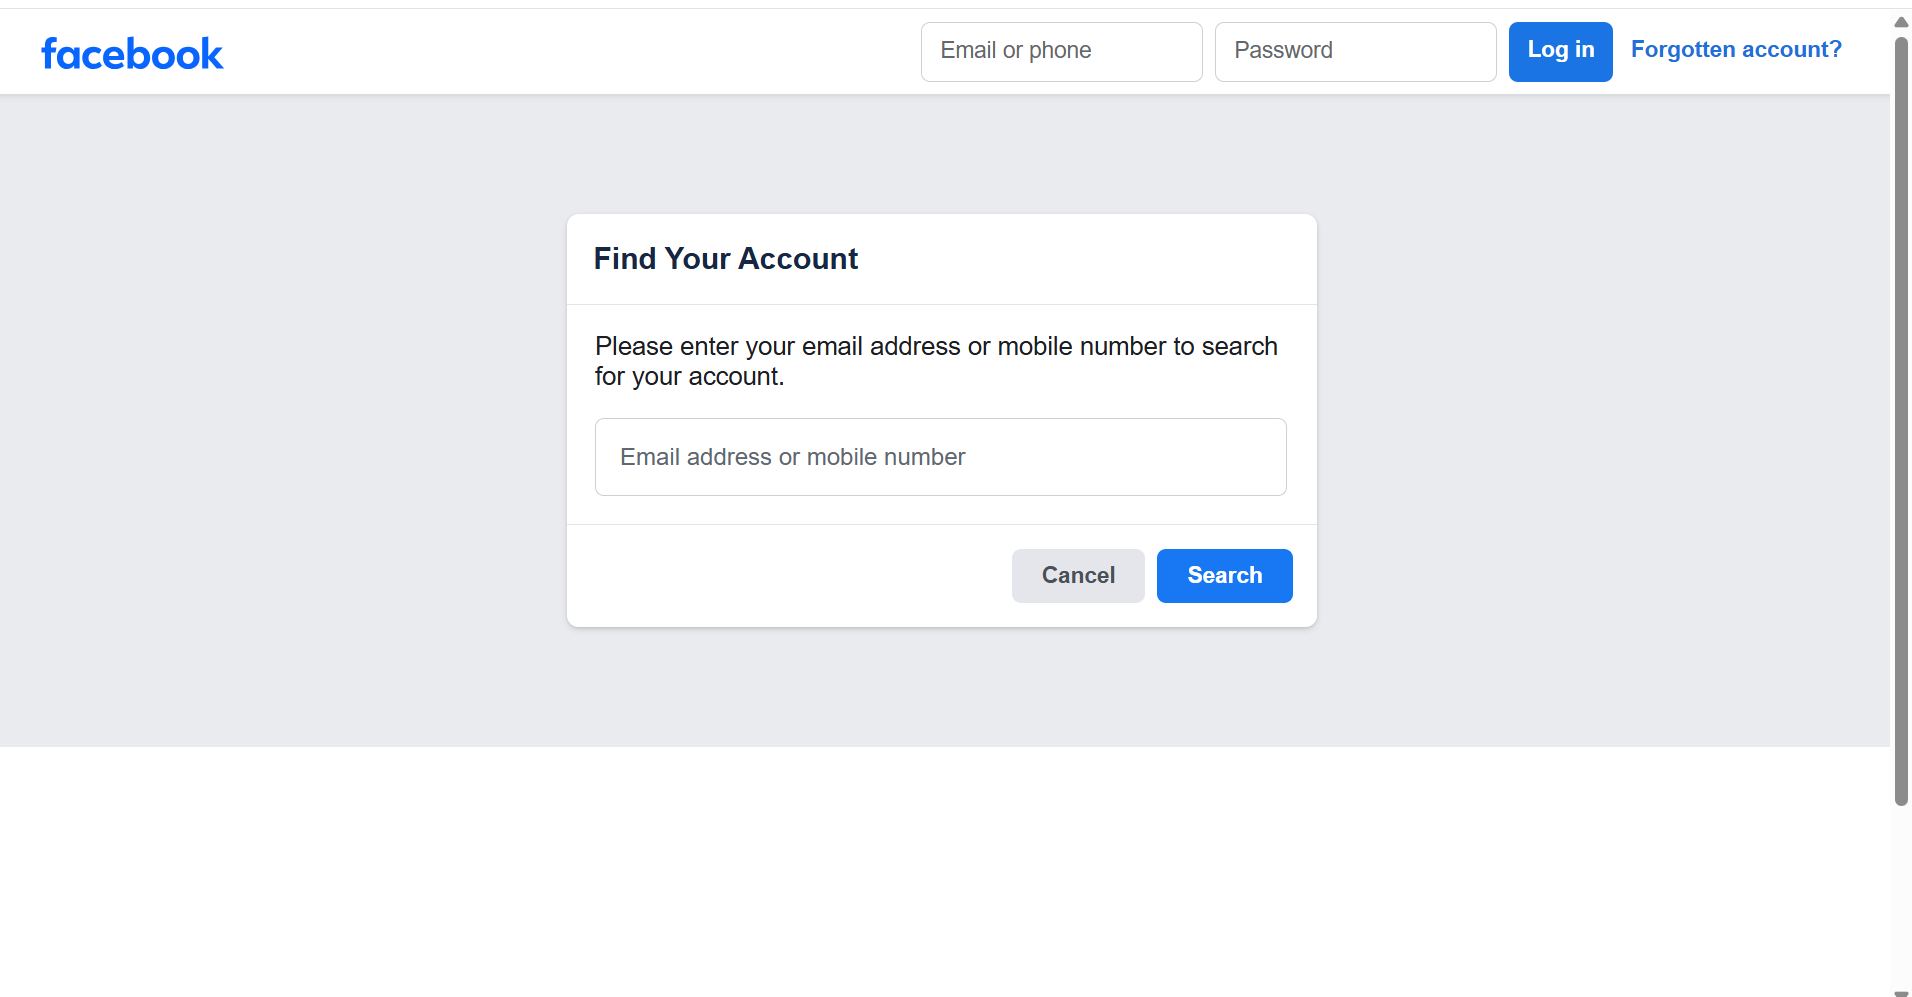 facebook
Email or phone
Password
Log in
Forgotten account?
Find Your Account
Please enter your email address or mobile number to search
for your account.
Email address or mobile number
Cancel
Search